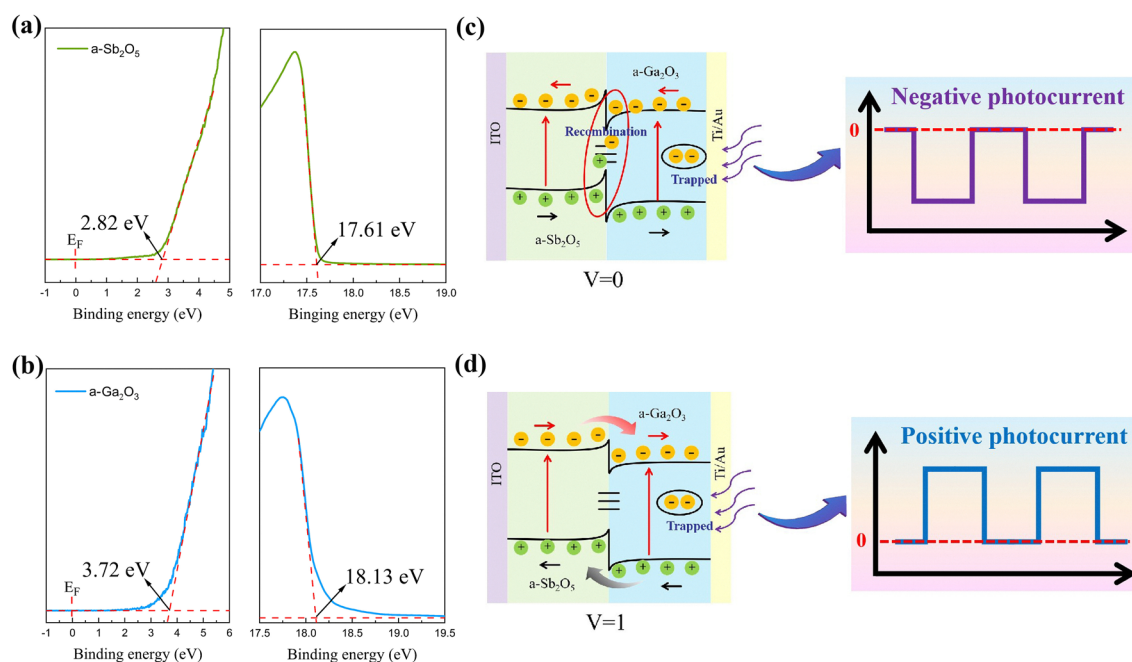 (a)
a-Sb₂O₅
2.82 eV
E_F
-1 0 1 2 3 4 5
Binding energy (eV)
17.61 eV
17.0 17.5 18.0 18.5 19.0
Binging energy (eV)
(b)
a-Ga₂O₃
3.72 eV
E_F
-1 0 1 2 3 4 5 6
Binding energy (eV)
18.13 eV
17.5 18.0 18.5 19.0 19.5
Binding energy (eV)
(c)
ITO
a-Ga₂O₃
Ti/Au
Recombination
Trapped
a-Sb₂O₅
V=0
Negative photocurrent
0
(d)
ITO
a-Ga₂O₃
Ti/Au
Trapped
a-Sb₂O₅
V=1
Positive photocurrent
0